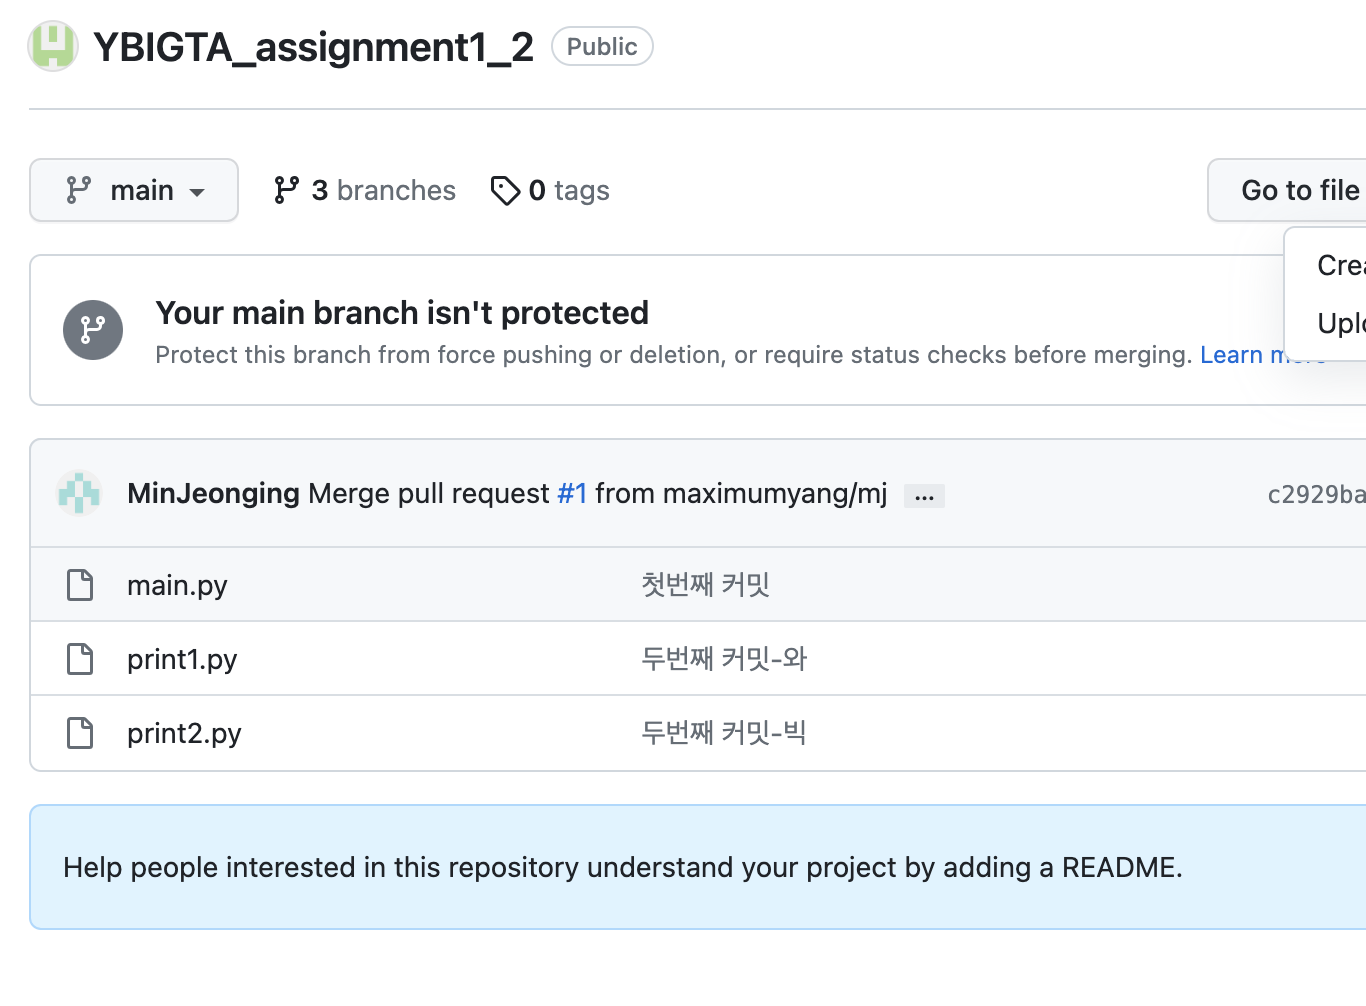 YBIGTA_assignment1_2 Public
main 3 branches 0 tags Go to file
Your main branch isn't protected
Protect this branch from force pushing or deletion, or require status checks before merging. Learn more
MinJeonging Merge pull request #1 from maximumyang/mj ... c2929ba
main.py 첫번째 커밋
print1.py 두번째 커밋-와
print2.py 두번째 커밋-빅
Help people interested in this repository understand your project by adding a README.